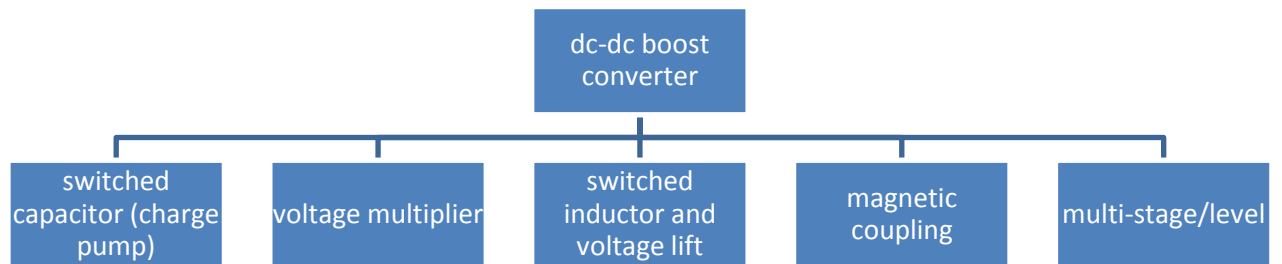 dc-dc boost
converter
switched
capacitor (charge
pump)
voltage multiplier
switched
inductor and
voltage lift
magnetic
coupling
multi-stage/level